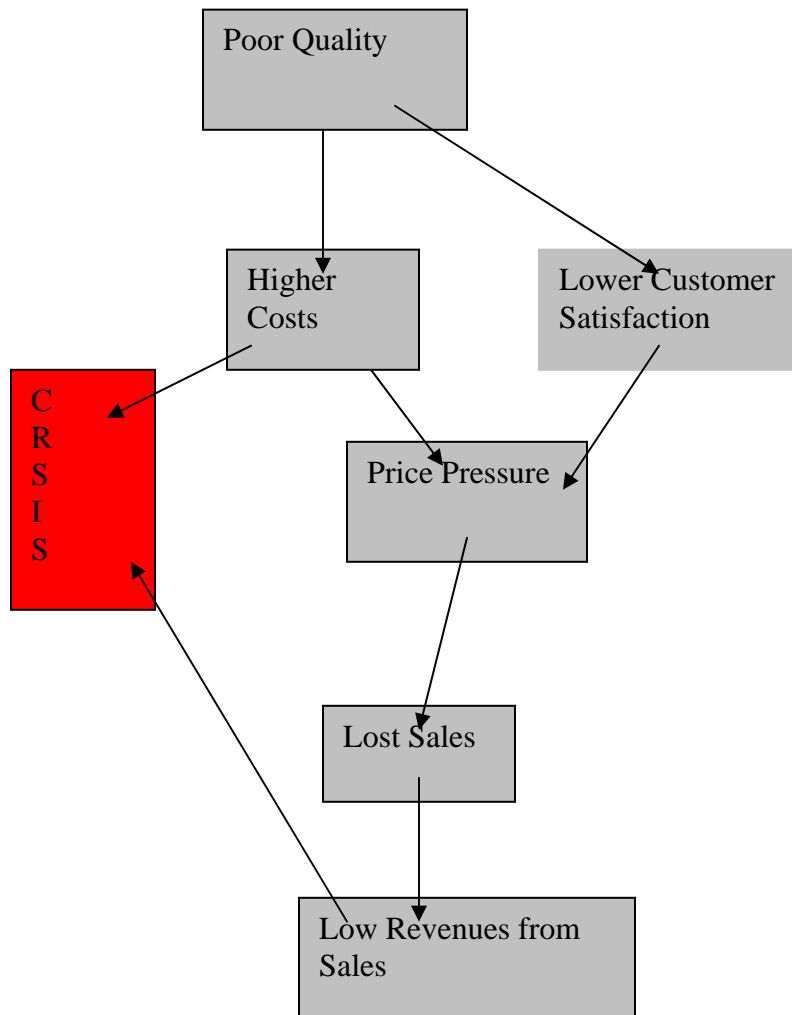 Poor Quality
Higher
Costs
Lower Customer
Satisfaction
C
R
S
I
S
Price Pressure
Lost Sales
Low Revenues from
Sales